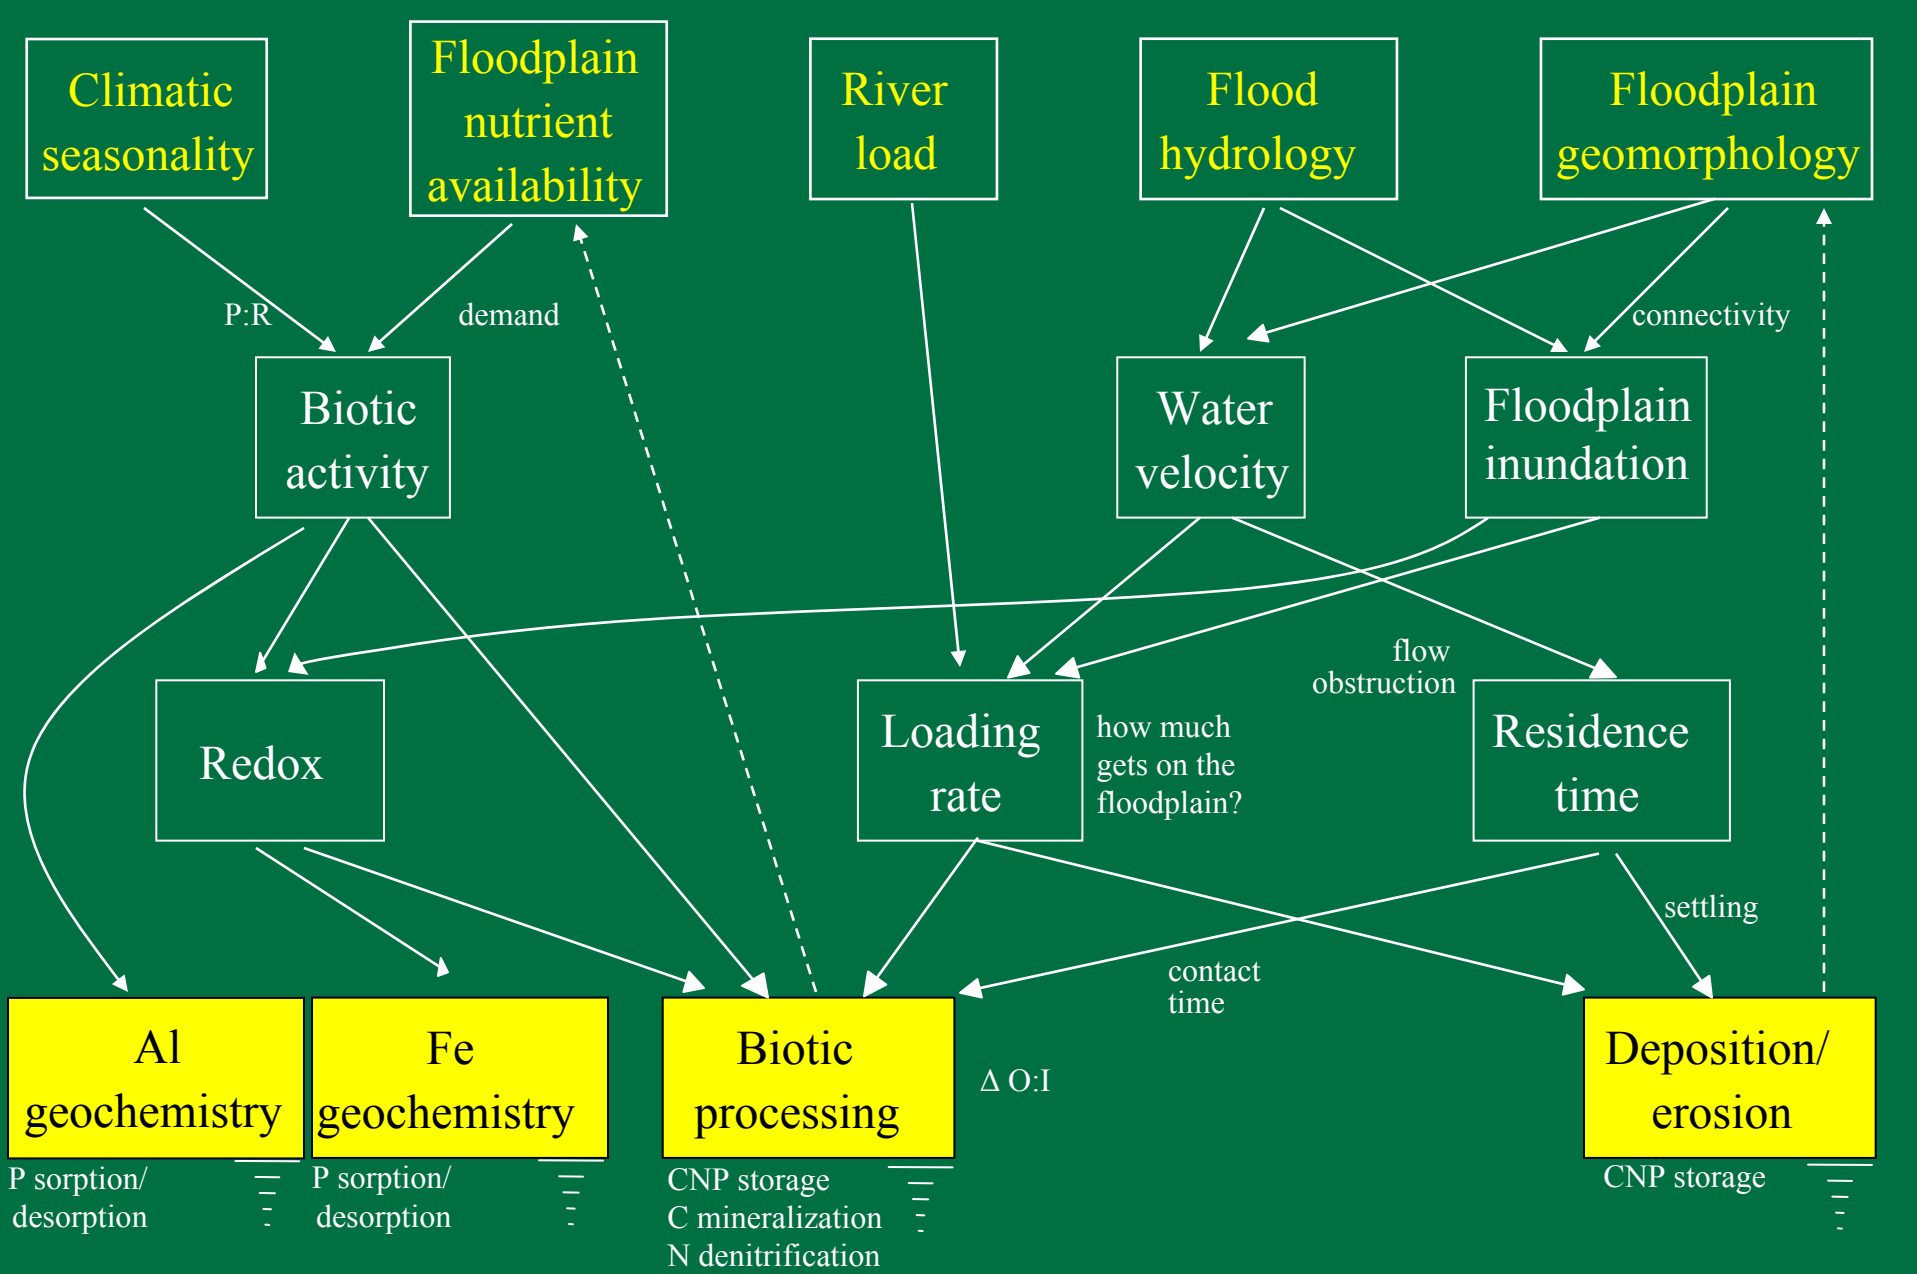 Climatic
seasonality
Floodplain
nutrient
availability
River
load
Flood
hydrology
Floodplain
geomorphology
P:R
demand
connectivity
Biotic
activity
Water
velocity
Floodplain
inundation
flow
obstruction
Redox
Loading
rate
how much
gets on the
floodplain?
Residence
time
settling
contact
time
Al
geochemistry
Fe
geochemistry
Biotic
processing
Δ O:I
Deposition/
erosion
P sorption/
desorption
P sorption/
desorption
CNP storage
C mineralization
N denitrification
CNP storage